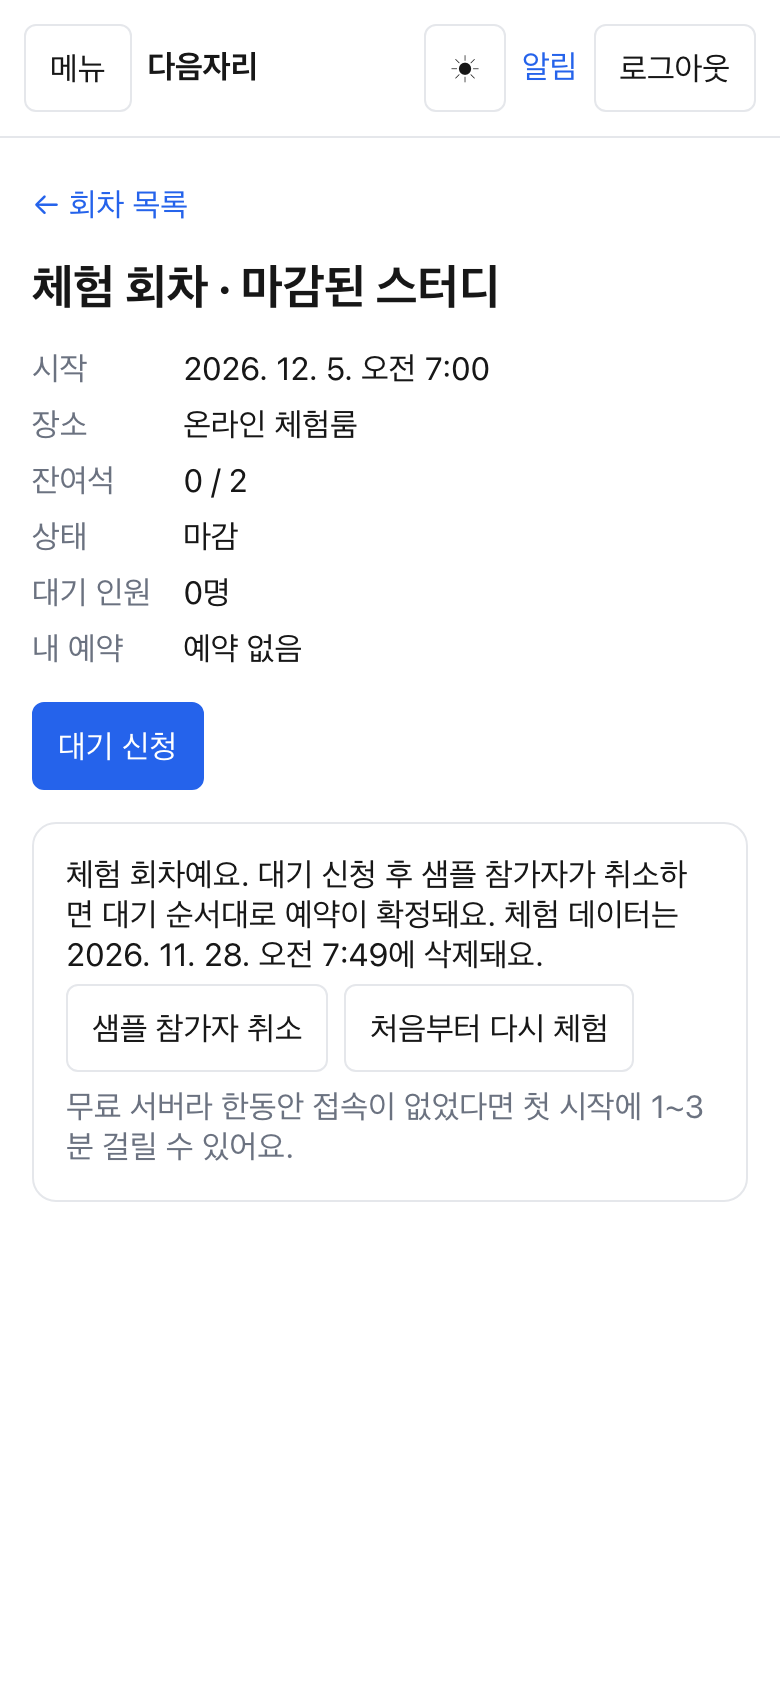 메뉴 다음자리 알림 로그아웃
← 회차 목록
체험 회차 · 마감된 스터디
시작 2026. 12. 5. 오전 7:00
장소 온라인 체험룸
잔여석 0 / 2
상태 마감
대기 인원 0명
내 예약 예약 없음
대기 신청
체험 회차예요. 대기 신청 후 샘플 참가자가 취소하
면 대기 순서대로 예약이 확정돼요. 체험 데이터는
2026. 11. 28. 오전 7:49에 삭제돼요.
샘플 참가자 취소 처음부터 다시 체험
무료 서버라 한동안 접속이 없었다면 첫 시작에 1~3
분 걸릴 수 있어요.